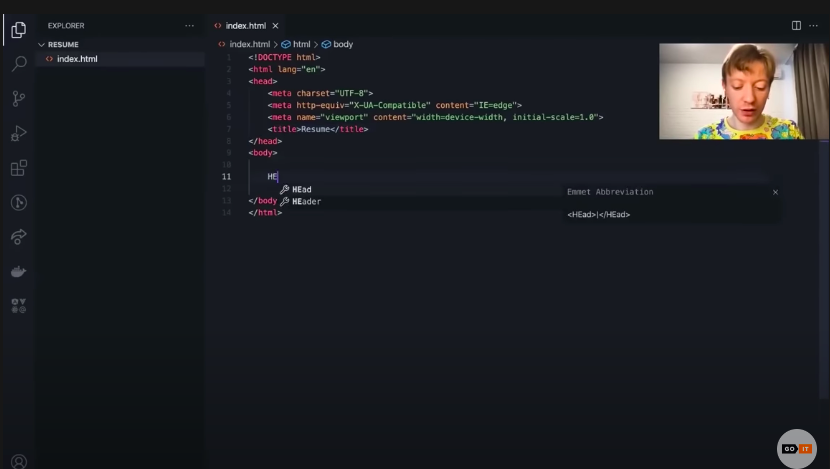 EXPLORER
RESUME
index.html
index.html ×
index.html > html > body
1 <!DOCTYPE html>
2 <html lang="en">
3 <head>
4 <meta charset="UTF-8">
5 <meta http-equiv="X-UA-Compatible" content="IE=edge">
6 <meta name="viewport" content="width=device-width, initial-scale=1.0">
7 <title>Resume</title>
8 </head>
9 <body>
10
11 HE
12 HEad
13 </body HEader
14 </html>
Emmet Abbreviation ×
<HEad>|</HEad>
GO IT